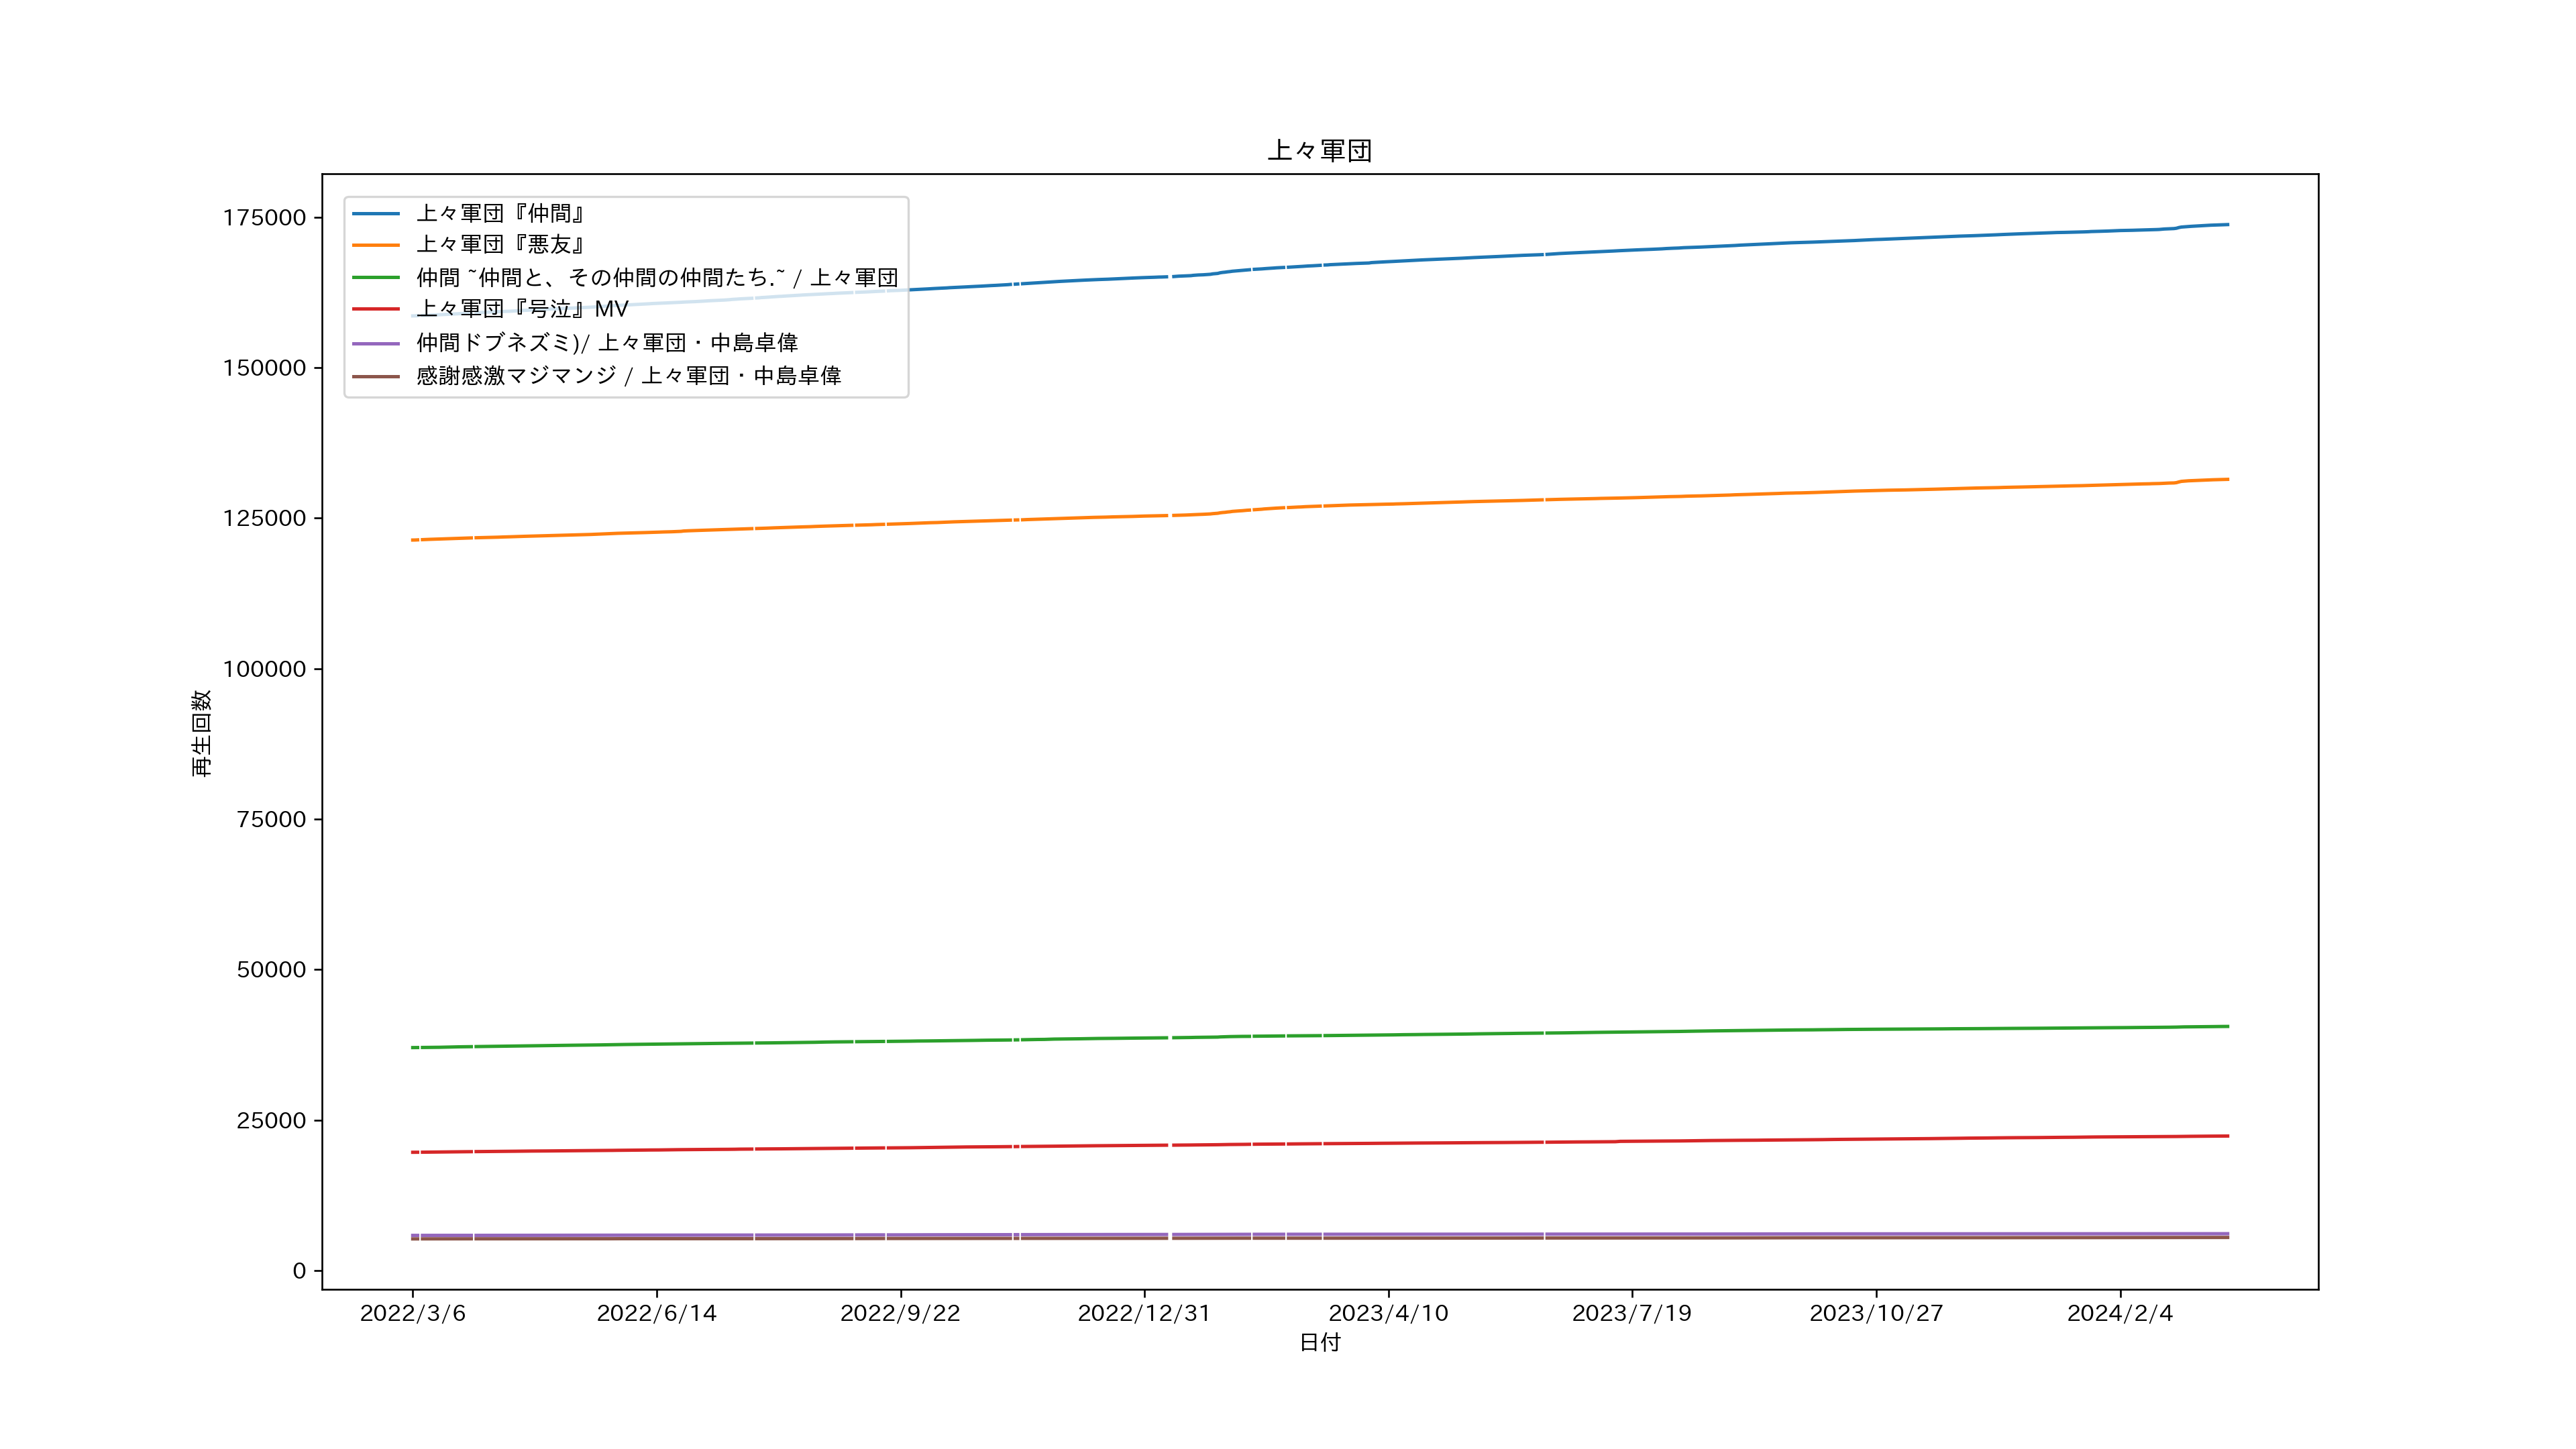 上々軍団
175000
150000
125000
100000
75000
50000
25000
0
再生回数
上々軍団『仲間』
上々軍団『悪友』
仲間 ~仲間と、その仲間の仲間たち.~ / 上々軍団
上々軍団『号泣』MV
仲間ドブネズミ)/ 上々軍団・中島卓偉
感謝感激マジマンジ / 上々軍団・中島卓偉
2022/3/6
2022/6/14
2022/9/22
2022/12/31
2023/4/10
2023/7/19
2023/10/27
2024/2/4
日付